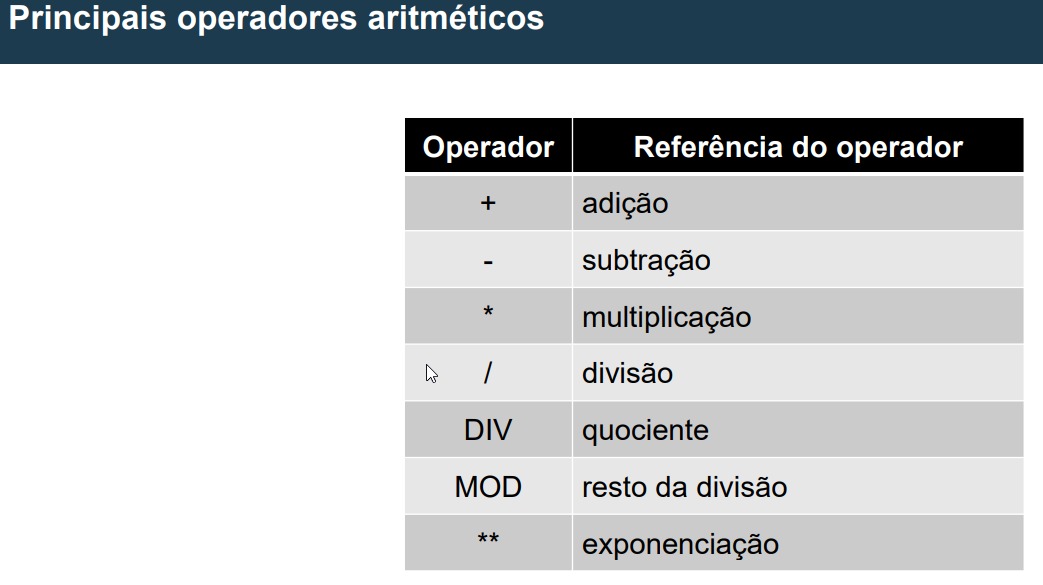 Principais operadores aritméticos
Operador Referência do operador
+ adição
- subtração
* multiplicação
/ divisão
DIV quociente
MOD resto da divisão
** exponenciação